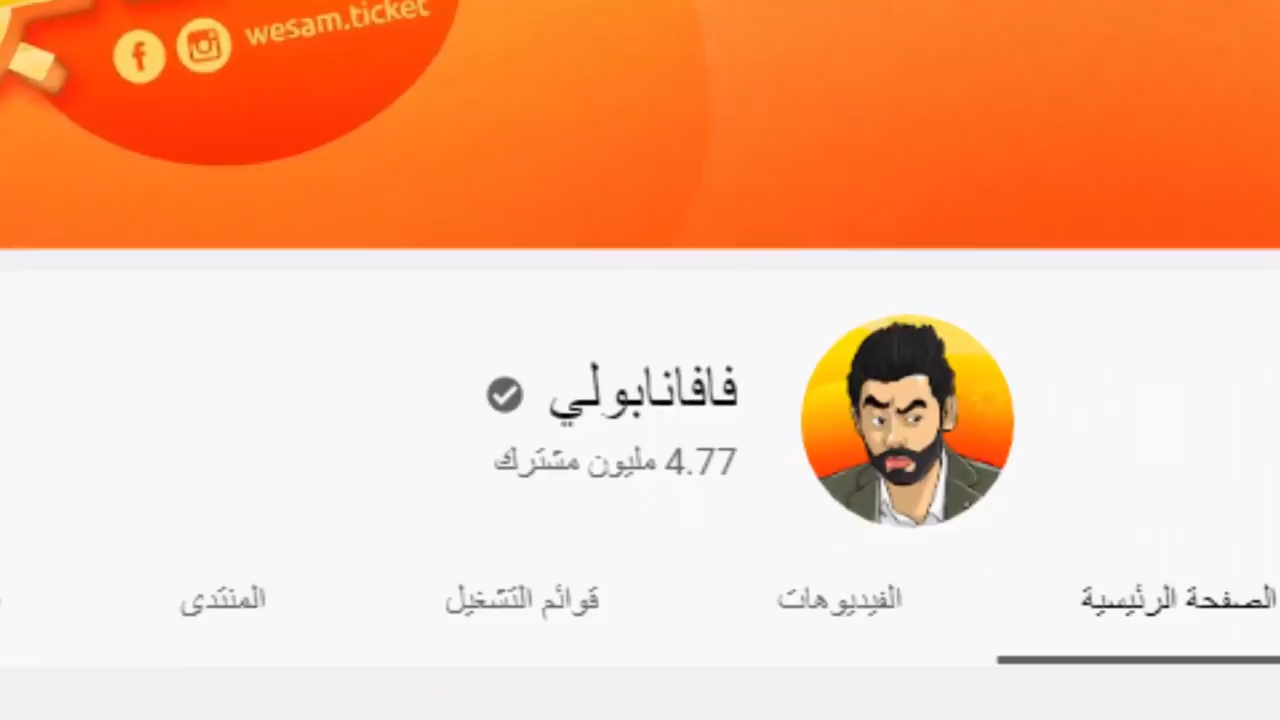 wesam.ticket
فافانابولي
4.77 مليون مشترك
الصفحة الرئيسية
الفيديوهات
قوائم التشغيل
المنتدى